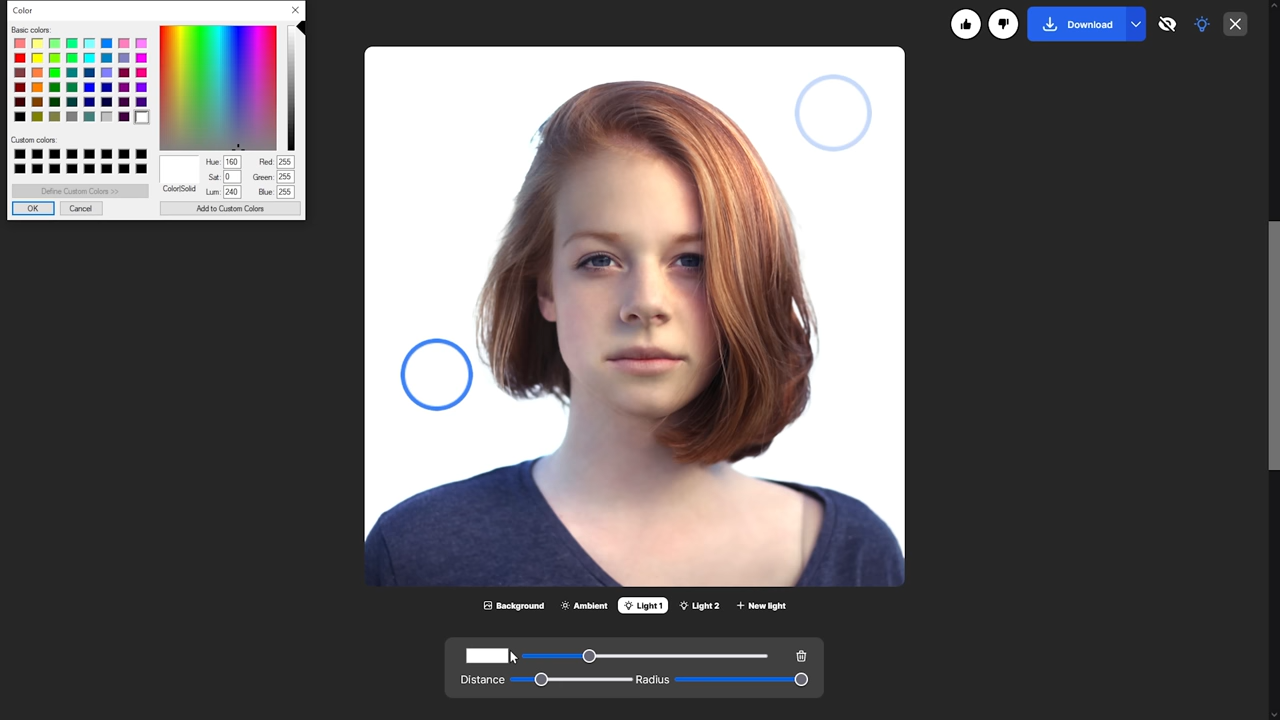 Color
Basic colors:
Custom colors:
Define Custom Colors >>
OK
Cancel
Color|Solid
Hue: 160
Sat: 0
Lum: 240
Red: 255
Green: 255
Blue: 255
Add to Custom Colors
Download
Background
Ambient
Light 1
Light 2
New light
Distance
Radius